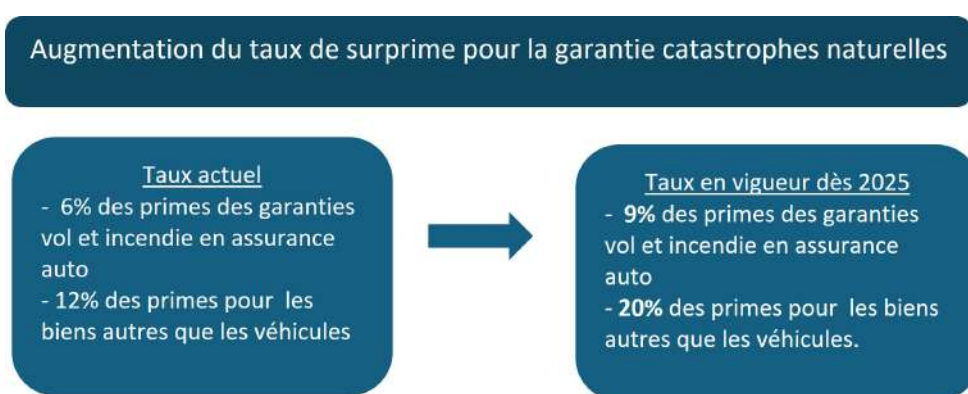 Augmentation du taux de surprime pour la garantie catastrophes naturelles
Taux actuel
- 6% des primes des garanties
vol et incendie en assurance
auto
- 12% des primes pour les
biens autres que les véhicules
Taux en vigueur dès 2025
- 9% des primes des garanties
vol et incendie en assurance
auto
- 20% des primes pour les biens
autres que les véhicules.